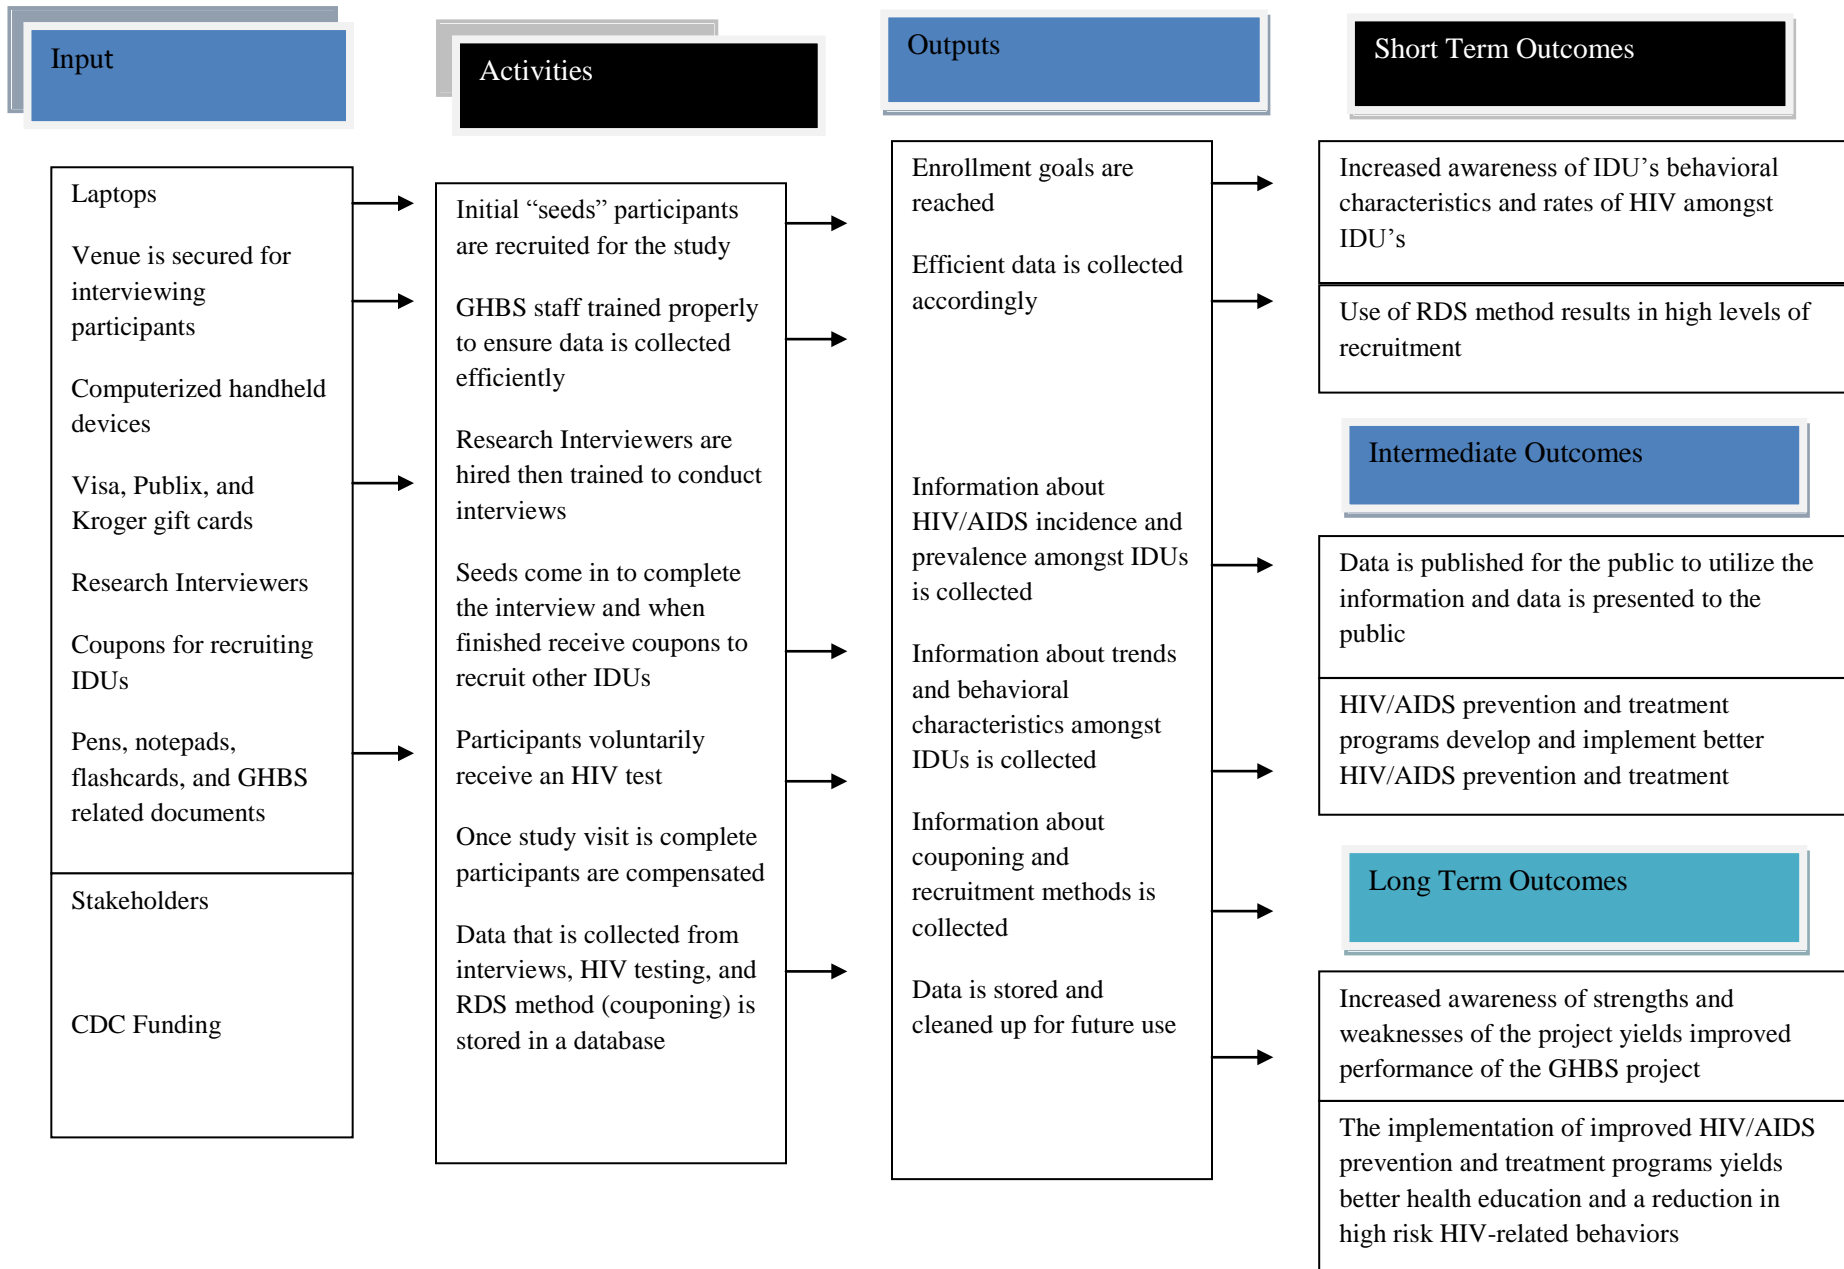 Input
Laptops
Venue is secured for
interviewing
participants
Computerized handheld
devices
Visa, Publix, and
Kroger gift cards
Research Interviewers
Coupons for recruiting
IDUs
Pens, notepads,
flashcards, and GHBS
related documents
Stakeholders
CDC Funding
Activities
Initial “seeds” participants
are recruited for the study
GHBS staff trained properly
to ensure data is collected
efficiently
Research Interviewers are
hired then trained to conduct
interviews
Seeds come in to complete
the interview and when
finished receive coupons to
recruit other IDUs
Participants voluntarily
receive an HIV test
Once study visit is complete
participants are compensated
Data that is collected from
interviews, HIV testing, and
RDS method (couponing) is
stored in a database
Outputs
Enrollment goals are
reached
Efficient data is collected
accordingly
Information about
HIV/AIDS incidence and
prevalence amongst IDUs
is collected
Information about trends
and behavioral
characteristics amongst
IDUs is collected
Information about
couponing and
recruitment methods is
collected
Data is stored and
cleaned up for future use
Short Term Outcomes
Increased awareness of IDU’s behavioral
characteristics and rates of HIV amongst
IDU’s
Use of RDS method results in high levels of
recruitment
Intermediate Outcomes
Data is published for the public to utilize the
information and data is presented to the
public
HIV/AIDS prevention and treatment
programs develop and implement better
HIV/AIDS prevention and treatment
Long Term Outcomes
Increased awareness of strengths and
weaknesses of the project yields improved
performance of the GHBS project
The implementation of improved HIV/AIDS
prevention and treatment programs yields
better health education and a reduction in
high risk HIV-related behaviors